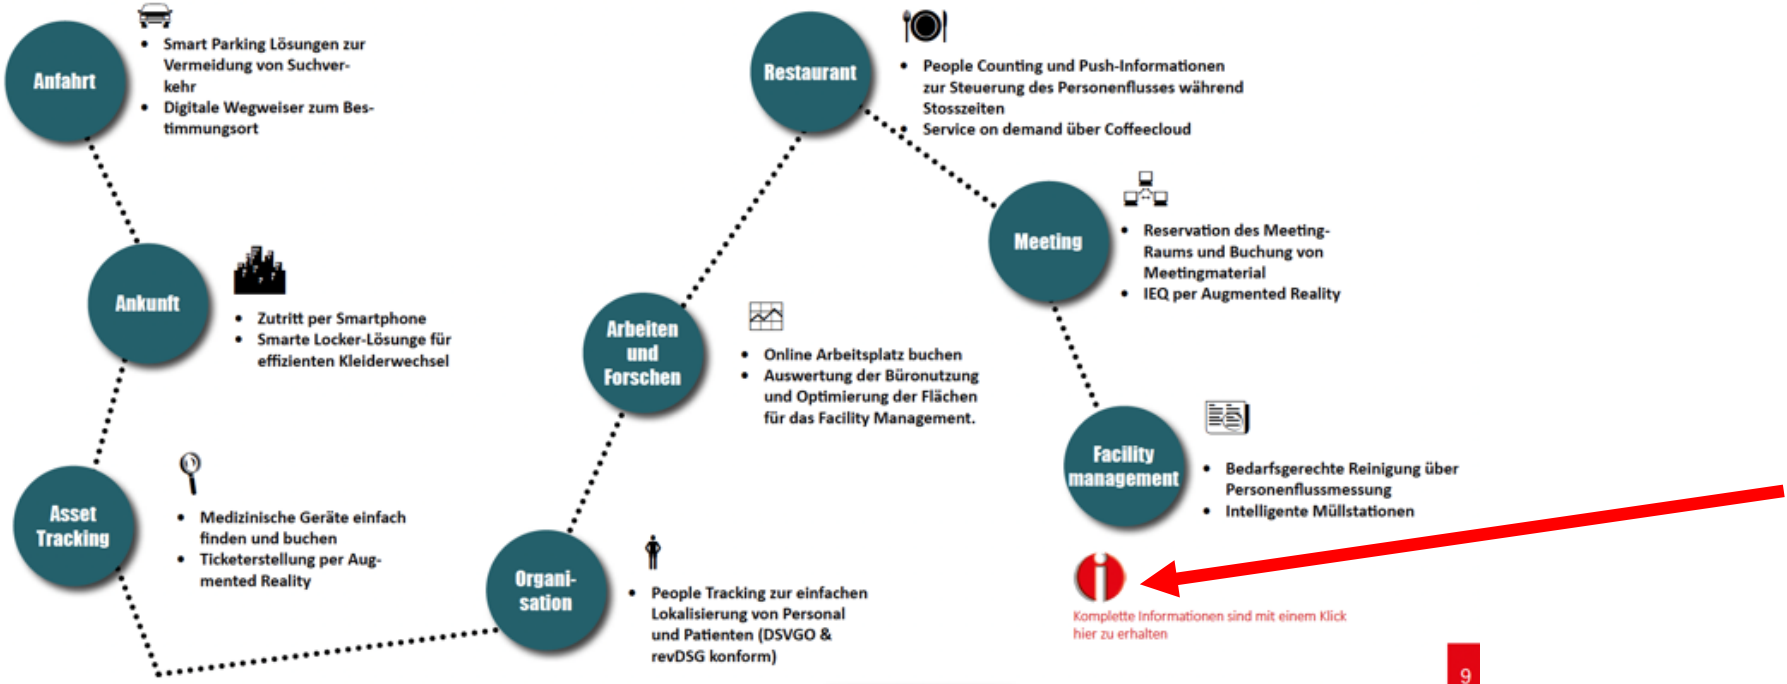 Anfahrt
• Smart Parking Lösungen zur
Vermeidung von Suchver-
kehr
• Digitale Wegweiser zum Bes-
timmungsort
Ankunft
• Zutritt per Smartphone
• Smarte Locker-Lösunge für
effizienten Kleiderwechsel
Asset
Tracking
• Medizinische Geräte einfach
finden und buchen
• Ticketerstellung per Aug-
mented Reality
Organi-
sation
• People Tracking zur einfachen
Lokalisierung von Personal
und Patienten (DSVGO &
revDSG konform)
Arbeiten
und
Forschen
• Online Arbeitsplatz buchen
• Auswertung der Büronutzung
und Optimierung der Flächen
für das Facility Management.
Restaurant
• People Counting und Push-Informationen
zur Steuerung des Personenflusses während
Stosszeiten
• Service on demand über Coffeecloud
Meeting
• Reservation des Meeting-
Raums und Buchung von
Meetingmaterial
• IEQ per Augmented Reality
Facility
management
• Bedarfsgerechte Reinigung über
Personenflussmessung
• Intelligente Müllstationen
i
Komplette Informationen sind mit einem Klick
hier zu erhalten
9